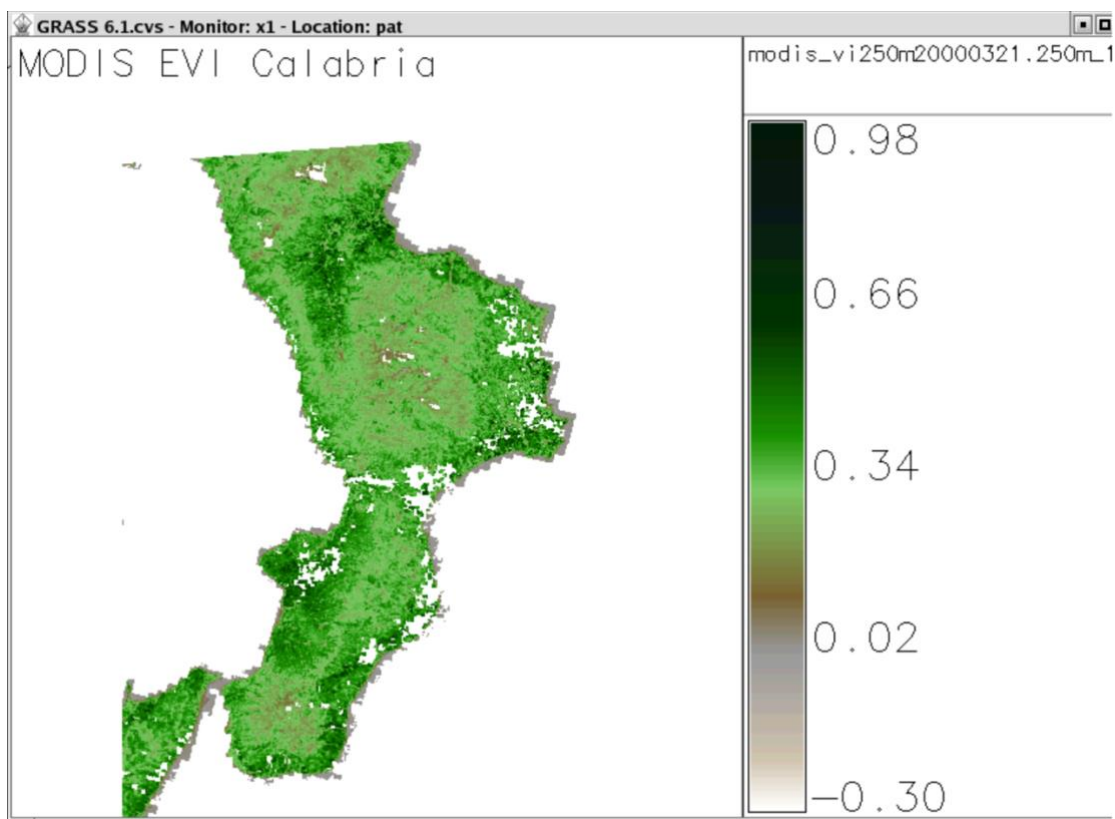 GRASS 6.1.cvs - Monitor: x1 - Location: pat
MODIS EVI Calabria
modis_vi250m20000321.250m_1
0.98
0.66
0.34
0.02
-0.30